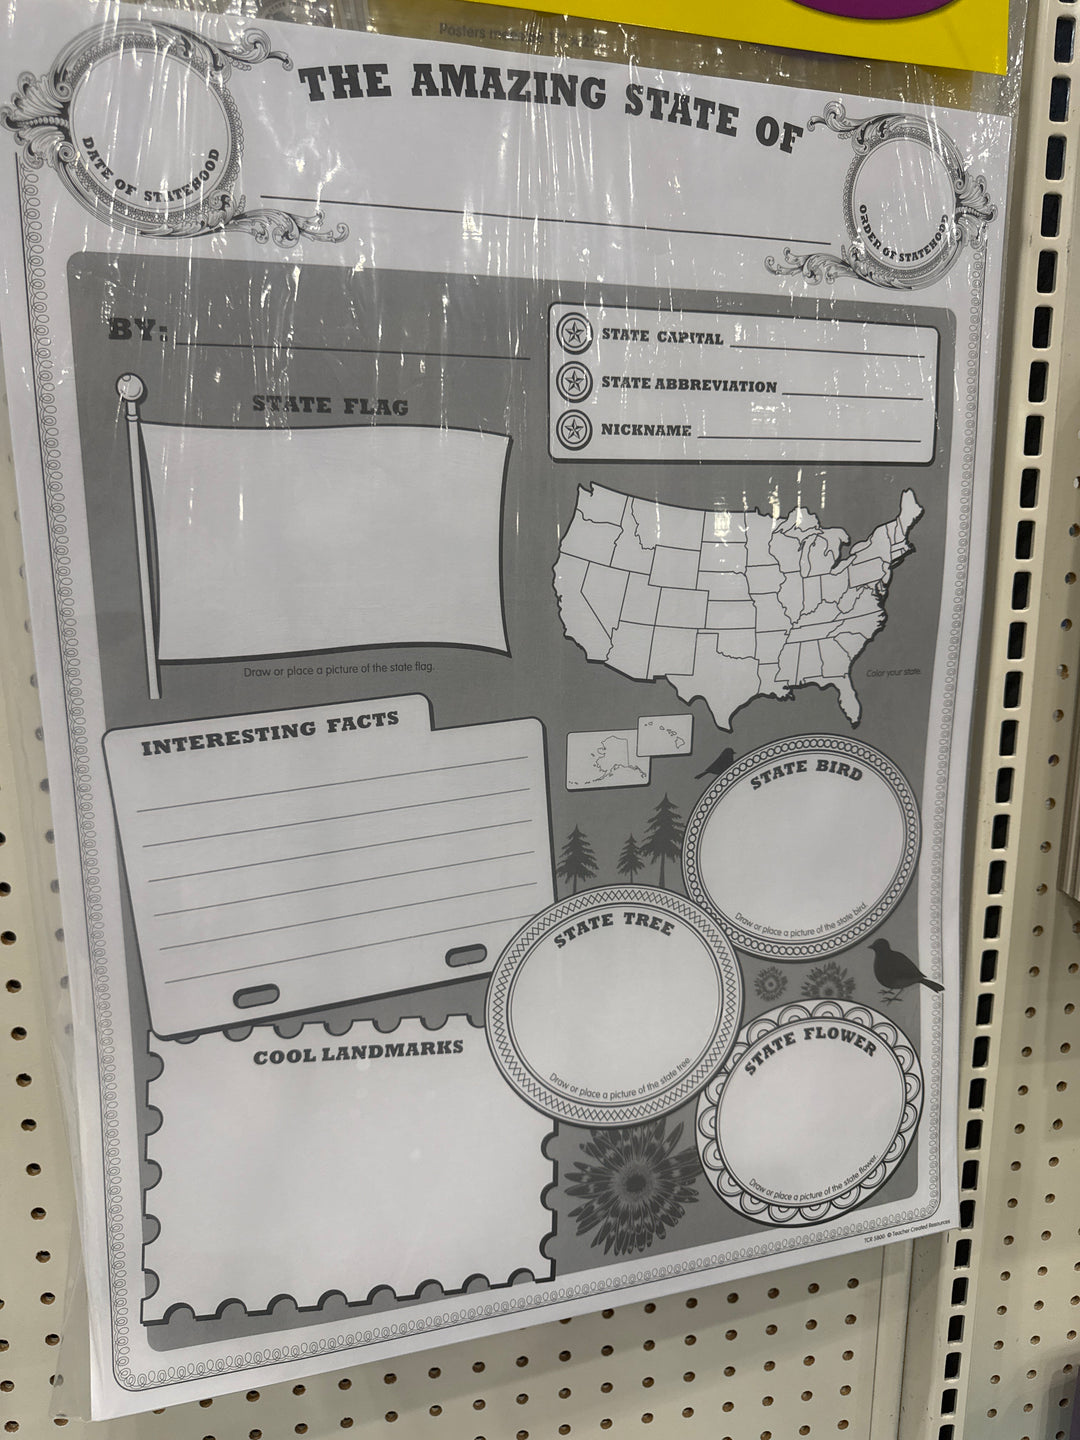 Posters
THE AMAZING STATE OF
DATE OF STATEHOOD
ORDER OF STATEHOOD
BY:
STATE CAPITAL
STATE ABBREVIATION
NICKNAME
STATE FLAG
Draw or place a picture of the state flag.
Color your state.
INTERESTING FACTS
STATE BIRD
Draw or place a picture of the state bird.
STATE TREE
Draw or place a picture of the state tree.
STATE FLOWER
Draw or place a picture of the state flower.
COOL LANDMARKS
TCR 5800 © Teacher Created Resources